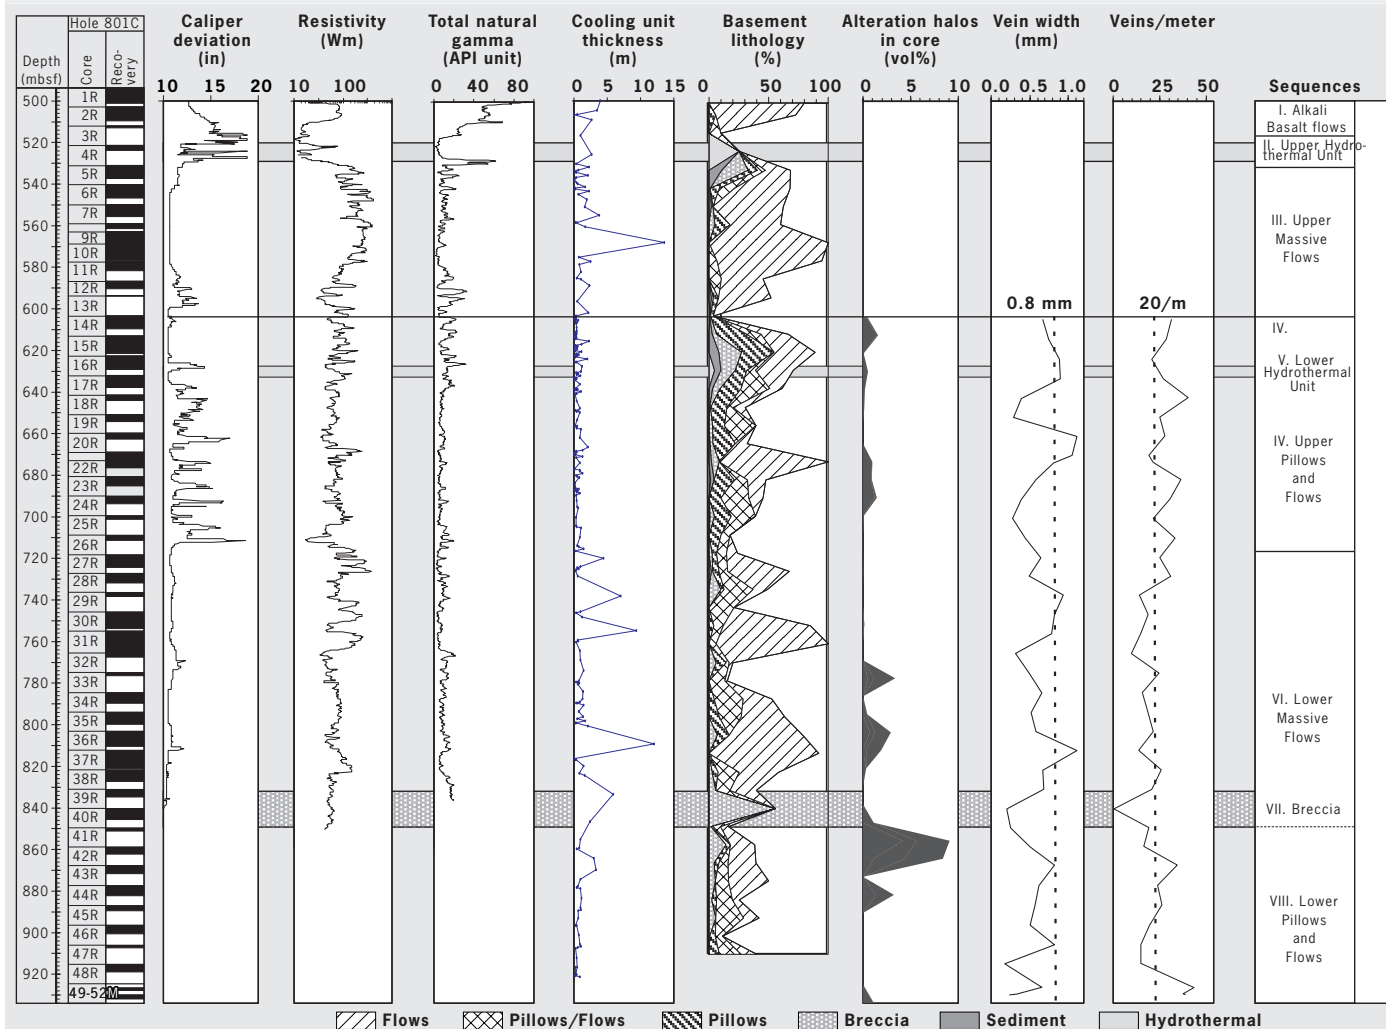 Hole 801C
Depth
(mbsf)
Core
Reco-
very
Caliper
deviation
(in)
Resistivity
(Wm)
Total natural
gamma
(API unit)
Cooling unit
thickness
(m)
Basement
lithology
(%)
Alteration halos
in core
(vol%)
Vein width
(mm)
Veins/meter
Sequences
10 15 20
10 100
0 40 80
0 5 10 15
0 50 100
0 5 10
0.0 0.6 1.0
0 25 50
500
520
540
560
580
600
620
640
660
680
700
720
740
760
780
800
820
840
860
880
900
920
1R
2R
3R
4R
5R
6R
7R
9R
10R
11R
12R
13R
14R
15R
16R
17R
18R
19R
20R
22R
23R
24R
25R
26R
27R
28R
29R
30R
31R
32R
33R
34R
35R
36R
37R
38R
39R
40R
41R
42R
43R
44R
45R
46R
47R
48R
49-52M
0.8 mm
20/m
I. Alkali
Basalt flows
II. Upper Hydro-
thermal Unit
III. Upper
Massive
Flows
IV.
V. Lower
Hydrothermal
Unit
IV. Upper
Pillows
and
Flows
VI. Lower
Massive
Flows
VII. Breccia
VIII. Lower
Pillows
and
Flows
Flows Pillows/Flows Pillows Breccia Sediment Hydrothermal